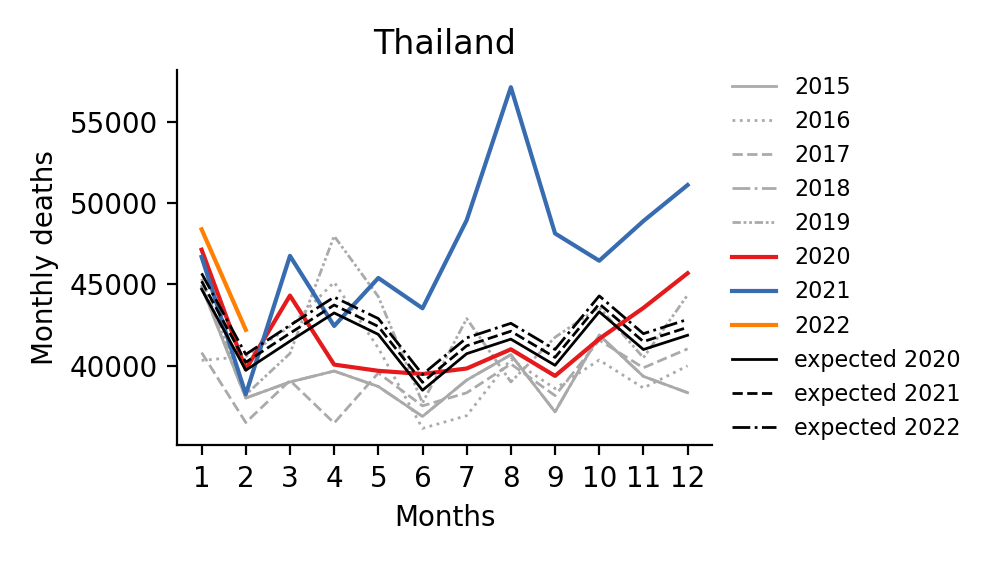 Thailand
Monthly deaths
55000
50000
45000
40000
1 2 3 4 5 6 7 8 9 10 11 12
Months
2015
2016
2017
2018
2019
2020
2021
2022
expected 2020
expected 2021
expected 2022